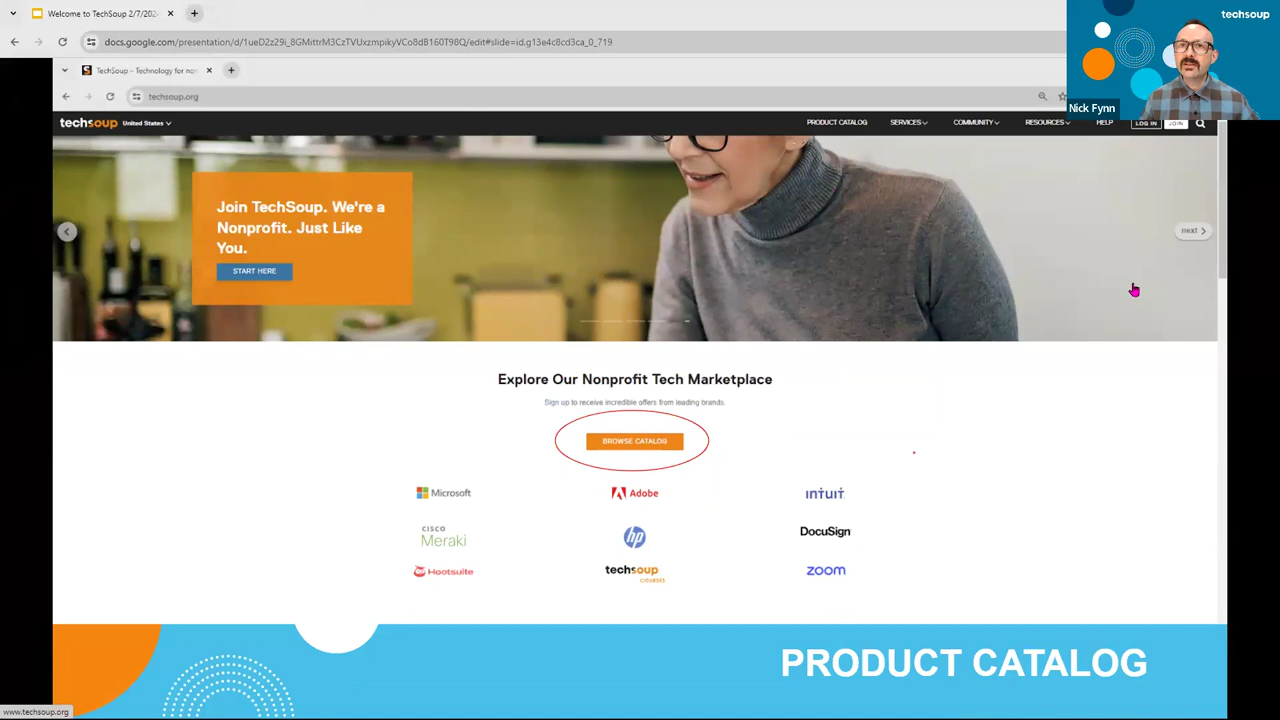 Welcome to TechSoup 2/7/202
docs.google.com/presentation/d/1ueD2z29i_8GMittrM3CzTVUxzmpikyVCo8dB160T98Q/edit#slide=id.g13e4c8cd3ca_0_719
techsoup
Nick Fynn
TechSoup – Technology for no
techsoup.org
techsoup United States
PRODUCT CATALOG SERVICES COMMUNITY RESOURCES HELP LOG IN JOIN
Join TechSoup. We're a
Nonprofit. Just Like
You.
START HERE
next
Explore Our Nonprofit Tech Marketplace
Sign up to receive incredible offers from leading brands.
BROWSE CATALOG
Microsoft Adobe intuit
CISCO Meraki hp DocuSign
Hootsuite techsoup COURSES zoom
PRODUCT CATALOG
www.techsoup.org